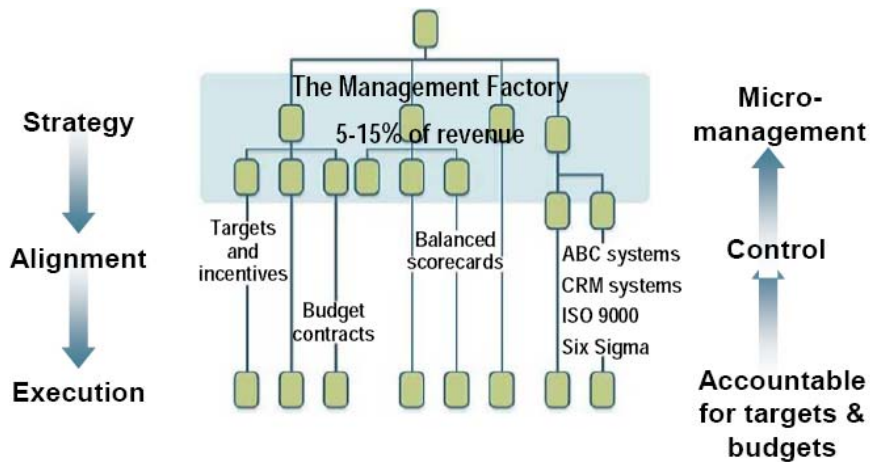 The Management Factory
5-15% of revenue
Strategy
Alignment
Execution
Targets
and
incentives
Budget
contracts
Balanced
scorecards
ABC systems
CRM systems
ISO 9000
Six Sigma
Micro-
management
Control
Accountable
for targets &
budgets